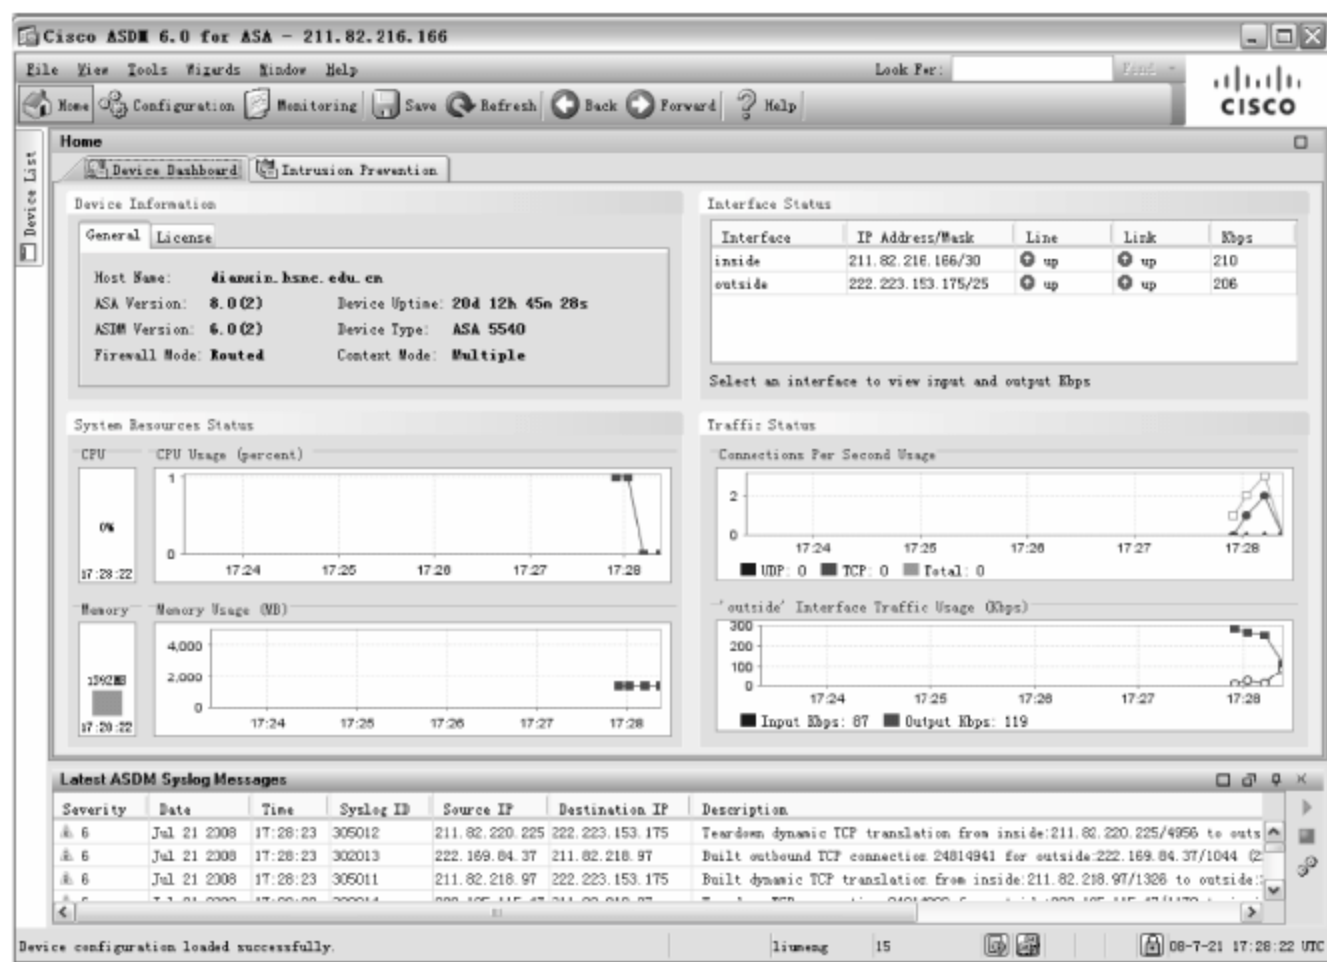 Cisco ASDM 6.0 for ASA - 211.82.216.166
File View Tools Wizards Window Help Look For: Find
Home Configuration Monitoring Save Refresh Back Forward Help
CISCO
Device List
Home
Device Dashboard Intrusion Prevention
Device Information
General License
Host Name: dianxin.hsnc.edu.cn
ASA Version: 8.0(2) Device Uptime: 20d 12h 45m 28s
ASDM Version: 6.0(2) Device Type: ASA 5540
Firewall Mode: Routed Context Mode: Multiple
Interface Status
Interface IP Address/Mask Line Link Kbps
inside 211.82.216.166/30 up up 210
outside 222.223.153.175/25 up up 206
Select an interface to view input and output Kbps
System Resources Status
CPU CPU Usage (percent)
1
0%
0
17:28:22
17:24 17:25 17:26 17:27 17:28
Memory Memory Usage (MB)
4,000
2,000
0
17:28:22
17:24 17:25 17:26 17:27 17:28
Traffic Status
Connections Per Second Usage
2
0
17:24 17:25 17:26 17:27 17:28
UDP: 0 TCP: 0 Total: 0
'outside' Interface Traffic Usage (Kbps)
300
200
100
0
17:24 17:25 17:26 17:27 17:28
Input Kbps: 87 Output Kbps: 119
Latest ASDM Syslog Messages
Severity Date Time Syslog ID Source IP Destination IP Description
6 Jul 21 2008 17:28:23 305012 211.82.220.225 222.223.153.175 Teardown dynamic TCP translation from inside:211.82.220.225/4956 to outs
6 Jul 21 2008 17:28:23 302013 222.169.84.37 211.82.218.97 Built outbound TCP connection 24814941 for outside:222.169.84.37/1044 (2
6 Jul 21 2008 17:28:23 305011 211.82.218.97 222.223.153.175 Built dynamic TCP translation from inside:211.82.218.97/1326 to outside:
Device configuration loaded successfully. liumeng 15 08-7-21 17:28:22 UTC